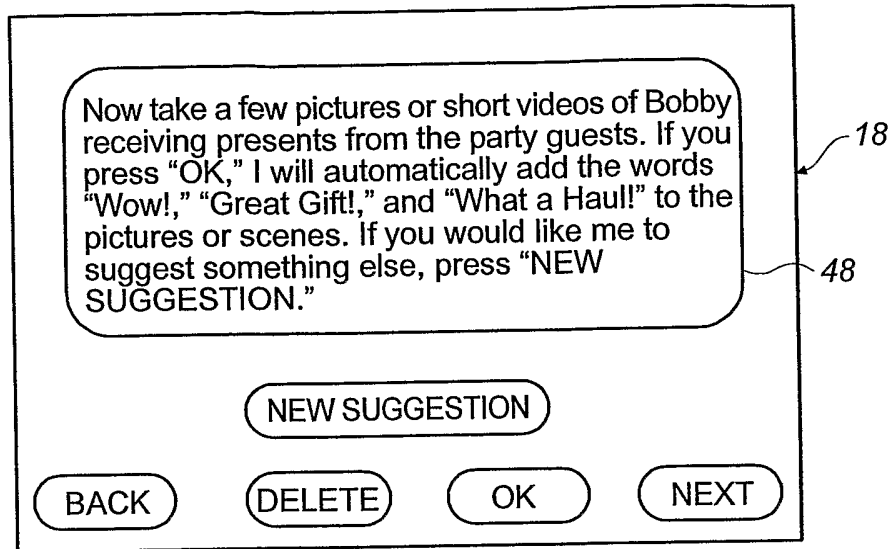 Now take a few pictures or short videos of Bobby
receiving presents from the party guests. If you
press “OK,” I will automatically add the words
“Wow!,” “Great Gift!,” and “What a Haul!” to the
pictures or scenes. If you would like me to
suggest something else, press “NEW
SUGGESTION.”
18
48
NEW SUGGESTION
BACK DELETE OK NEXT